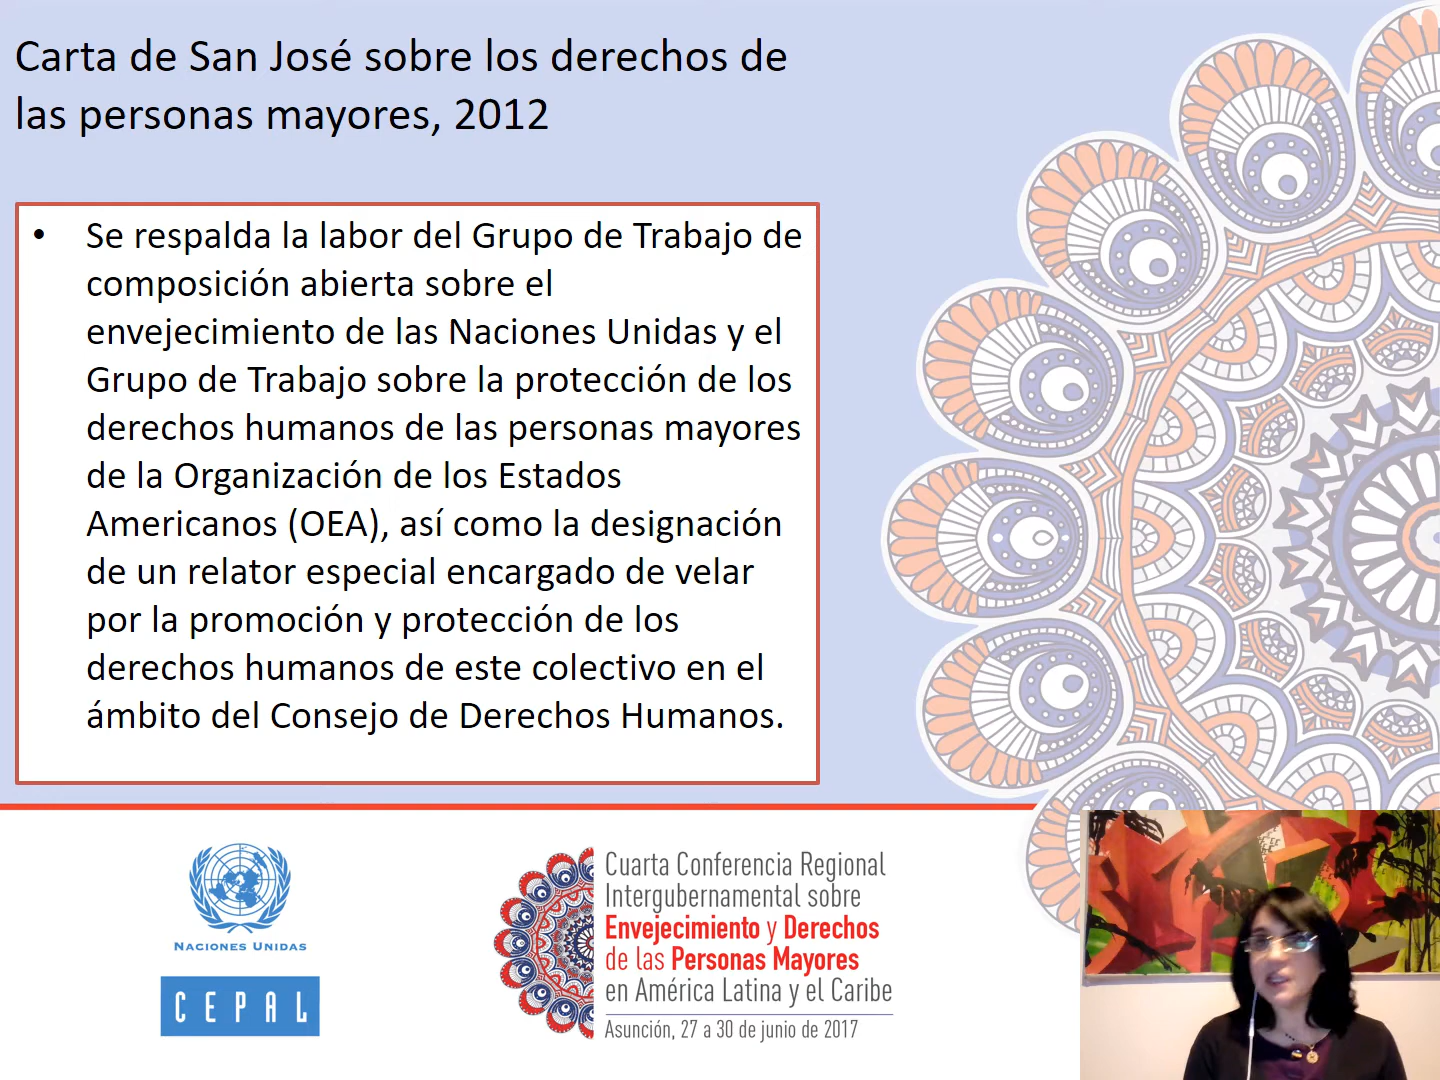 Carta de San José sobre los derechos de
las personas mayores, 2012
• Se respalda la labor del Grupo de Trabajo de
composición abierta sobre el
envejecimiento de las Naciones Unidas y el
Grupo de Trabajo sobre la protección de los
derechos humanos de las personas mayores
de la Organización de los Estados
Americanos (OEA), así como la designación
de un relator especial encargado de velar
por la promoción y protección de los
derechos humanos de este colectivo en el
ámbito del Consejo de Derechos Humanos.
NACIONES UNIDAS
CEPAL
Cuarta Conferencia Regional
Intergubernamental sobre
Envejecimiento y Derechos
de las Personas Mayores
en América Latina y el Caribe
Asunción, 27 a 30 de junio de 2017